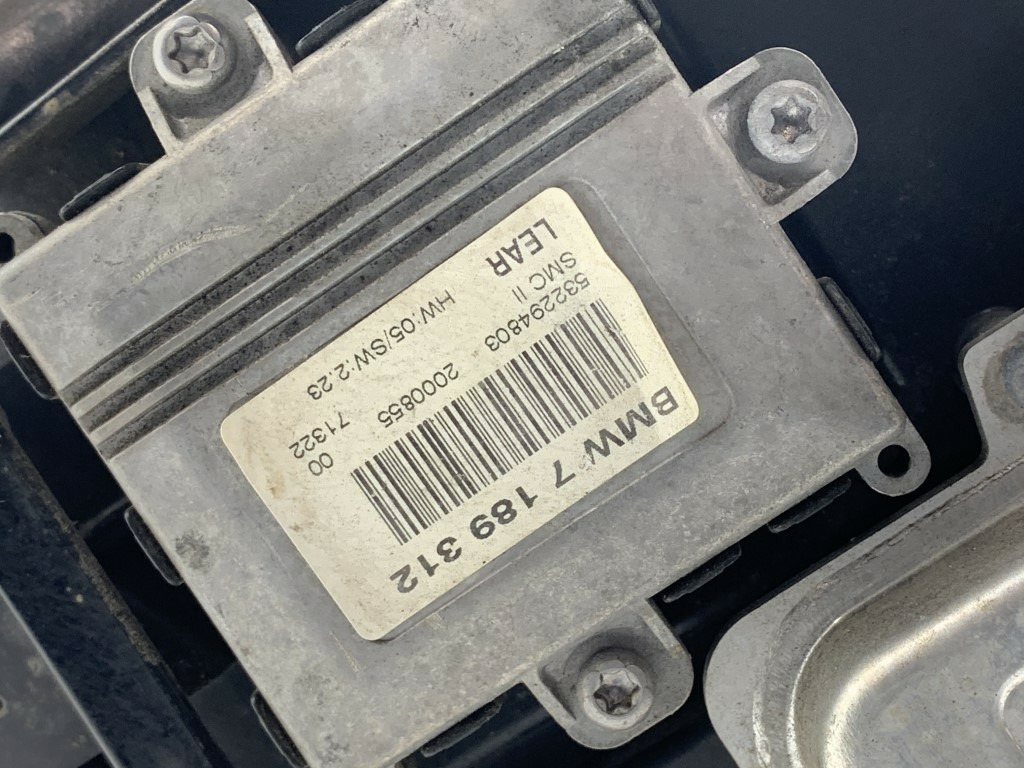 BMW 7 189 312
532294803 2000855 71322 00
SMC II HW:05/SW:2.23
LEAR